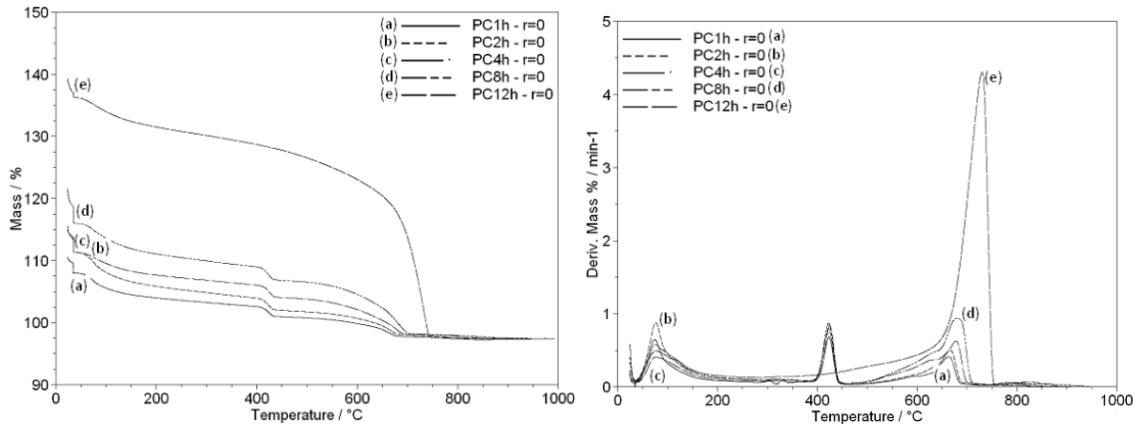 (a) PC1h - r=0
(b) PC2h - r=0
(c) PC4h - r=0
(d) PC8h - r=0
(e) PC12h - r=0
150
140
130
120
110
100
90
Mass / %
(e)
(d)
(c)
(b)
(a)
0 200 400 600 800 1000
Temperature / °C
PC1h - r=0 (a)
PC2h - r=0 (b)
PC4h - r=0 (c)
PC8h - r=0 (d)
PC12h - r=0 (e)
5
4
3
2
1
0
Deriv. Mass % / min-1
(e)
(b)
(d)
(c)
(a)
0 200 400 600 800 1000
Temperature / °C